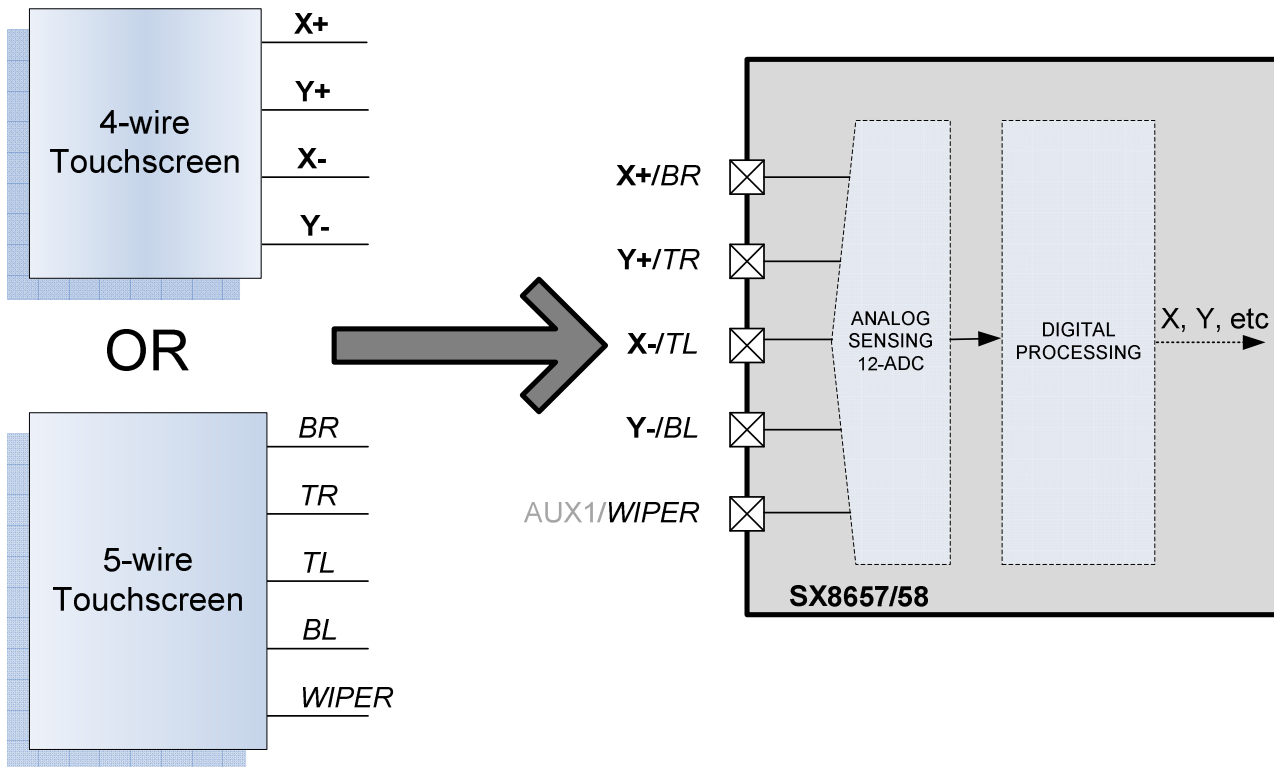 X+
Y+
X-
Y-
4-wire
Touchscreen
OR
BR
TR
TL
BL
WIPER
5-wire
Touchscreen
X+/BR
Y+/TR
X-/TL
Y-/BL
AUX1/WIPER
ANALOG
SENSING
12-ADC
DIGITAL
PROCESSING
X, Y, etc
SX8657/58